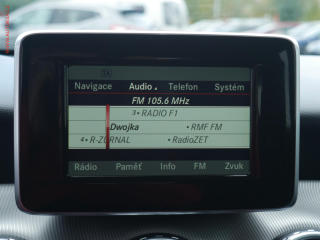 Navigace Audio Telefon Systém
FM 105.6 MHz
3• RADIO F1
Dwojka • RMF FM
4• R-ZURNAL • RadioZET
Rádio Paměť Info FM Zvuk